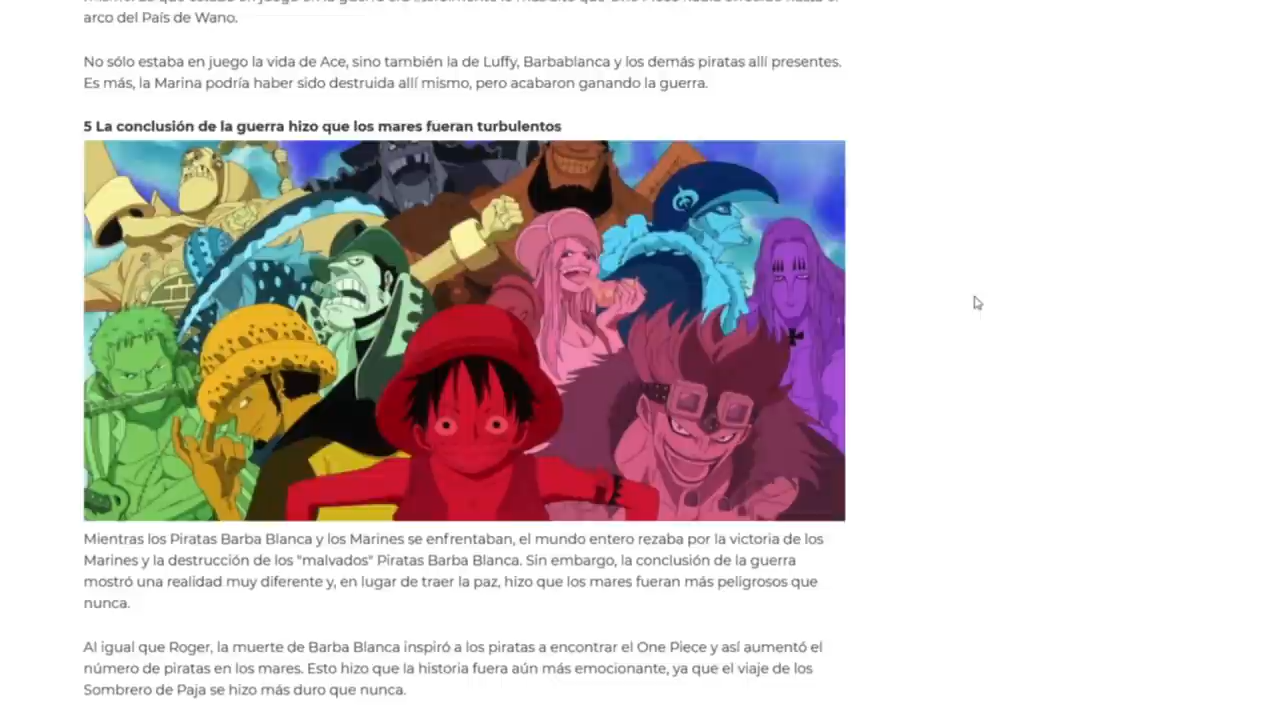 arco del País de Wano.
No sólo estaba en juego la vida de Ace, sino también la de Luffy, Barbablanca y los demás piratas allí presentes.
Es más, la Marina podría haber sido destruida allí mismo, pero acabaron ganando la guerra.
5 La conclusión de la guerra hizo que los mares fueran turbulentos
Mientras los Piratas Barba Blanca y los Marines se enfrentaban, el mundo entero rezaba por la victoria de los
Marines y la destrucción de los "malvados" Piratas Barba Blanca. Sin embargo, la conclusión de la guerra
mostró una realidad muy diferente y, en lugar de traer la paz, hizo que los mares fueran más peligrosos que
nunca.
Al igual que Roger, la muerte de Barba Blanca inspiró a los piratas a encontrar el One Piece y así aumentó el
número de piratas en los mares. Esto hizo que la historia fuera aún más emocionante, ya que el viaje de los
Sombrero de Paja se hizo más duro que nunca.